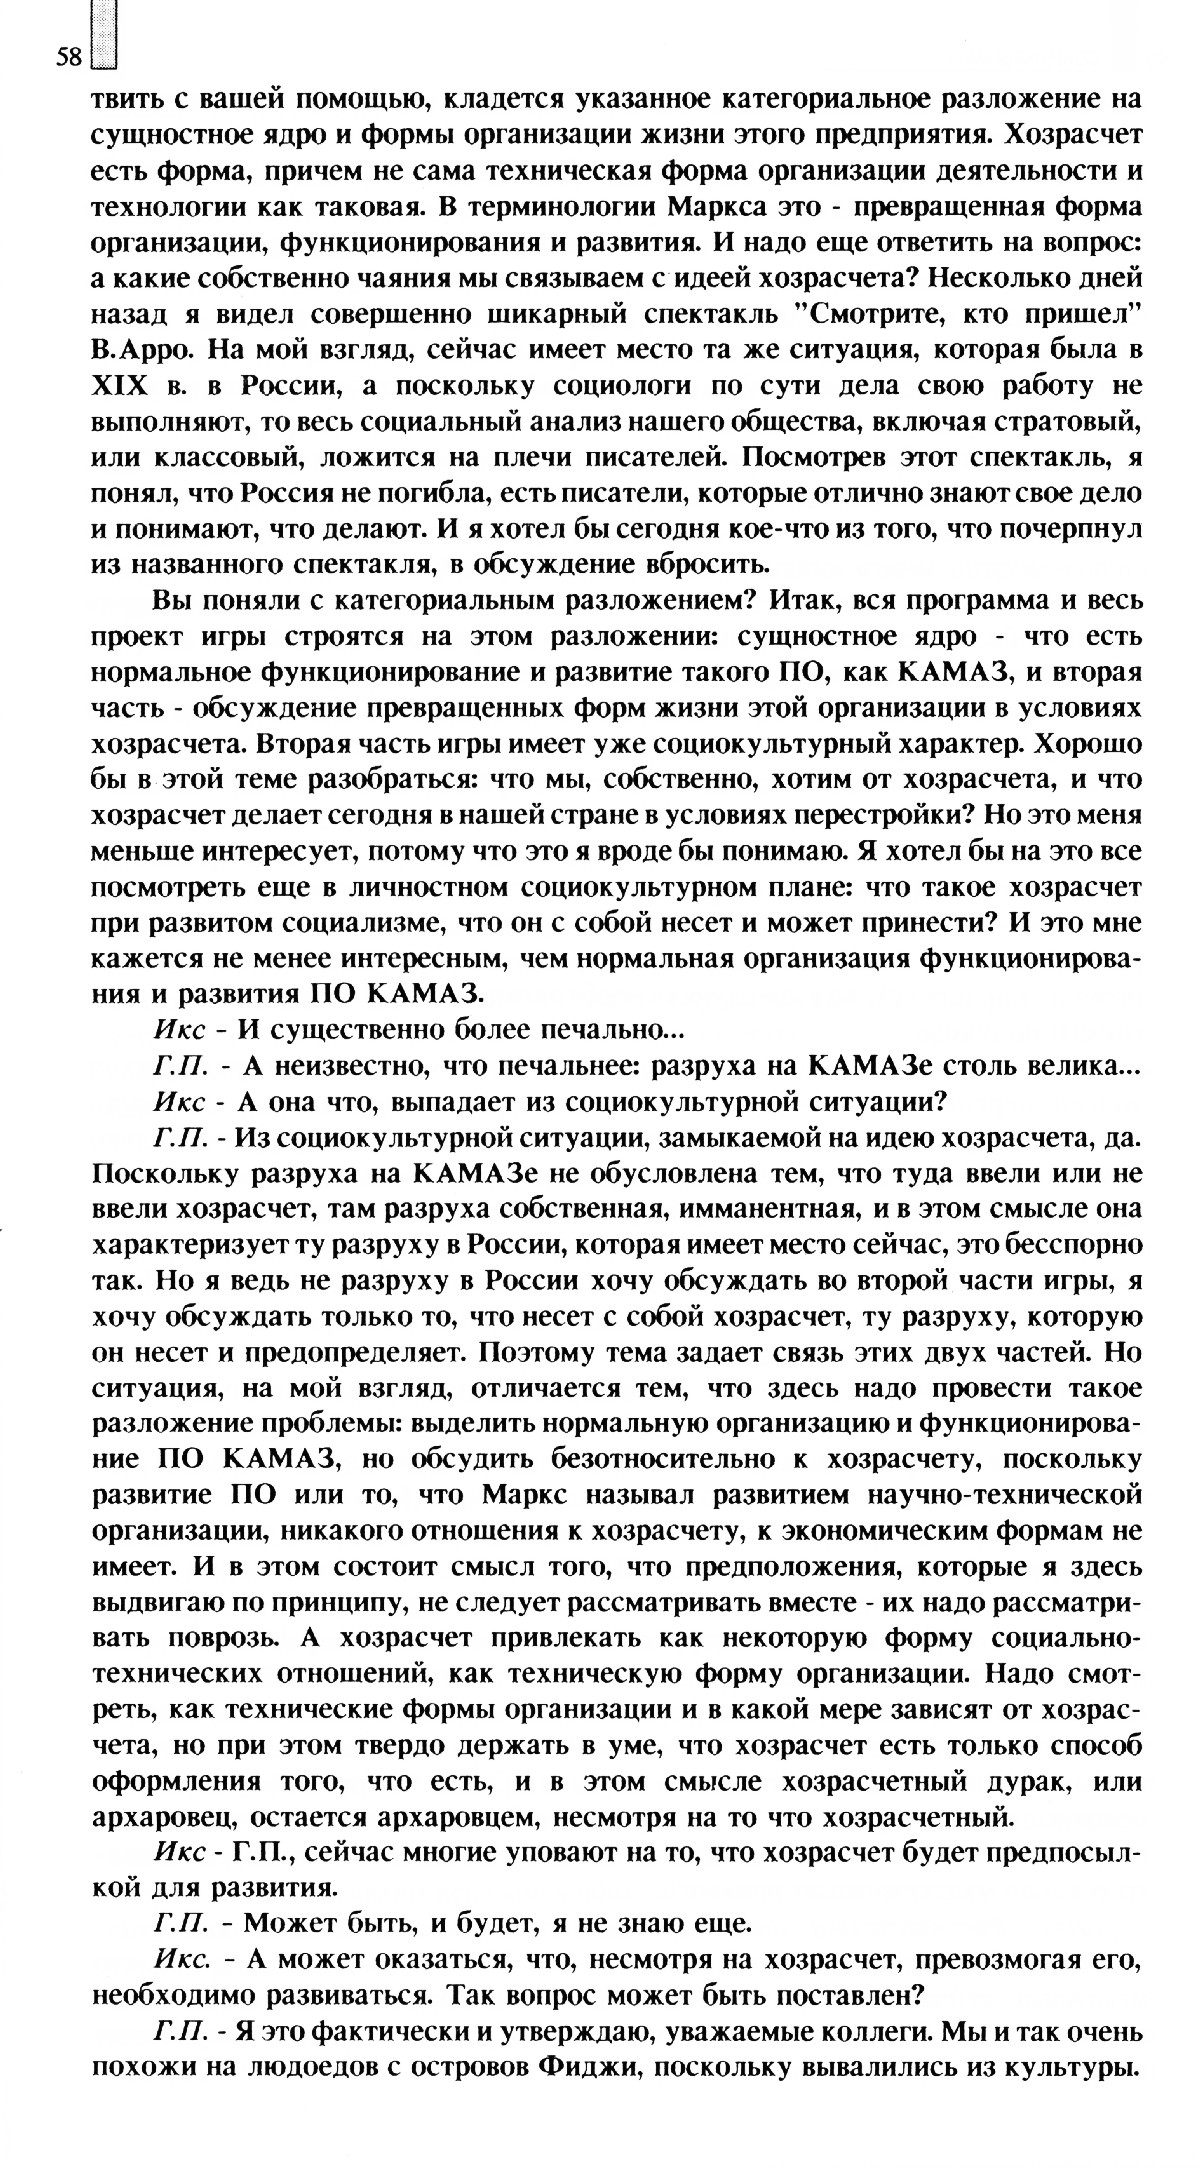 58
твить с вашей помощью, кладется указанное категориальное разложение на
сущностное ядро и формы организации жизни этого предприятия. Хозрасчет
есть форма, причем не сама техническая форма организации деятельности и
технологии как таковая. В терминологии Маркса это - превращенная форма
организации, функционирования и развития. И надо еще ответить на вопрос:
а какие собственно чаяния мы связываем с идеей хозрасчета? Несколько дней
назад я видел совершенно шикарный спектакль "Смотрите, кто пришел"
В.Арро. На мой взгляд, сейчас имеет место та же ситуация, которая была в
XIX в. в России, а поскольку социологи по сути дела свою работу не
выполняют, то весь социальный анализ нашего общества, включая стратовый,
или классовый, ложится на плечи писателей. Посмотрев этот спектакль, я
понял, что Россия не погибла, есть писатели, которые отлично знают свое дело
и понимают, что делают. И я хотел бы сегодня кое-что из того, что почерпнул
из названного спектакля, в обсуждение вбросить.
Вы поняли с категориальным разложением? Итак, вся программа и весь
проект игры строятся на этом разложении: сущностное ядро - что есть
нормальное функционирование и развитие такого ПО, как КАМАЗ, и вторая
часть - обсуждение превращенных форм жизни этой организации в условиях
хозрасчета. Вторая часть игры имеет уже социокультурный характер. Хорошо
бы в этой теме разобраться: что мы, собственно, хотим от хозрасчета, и что
хозрасчет делает сегодня в нашей стране в условиях перестройки? Но это меня
меньше интересует, потому что это я вроде бы понимаю. Я хотел бы на это все
посмотреть еще в личностном социокультурном плане: что такое хозрасчет
при развитом социализме, что он с собой несет и может принести? И это мне
кажется не менее интересным, чем нормальная организация функционирова-
ния и развития ПО КАМАЗ.
Икс - И существенно более печально...
Г.П. - А неизвестно, что печальнее: разруха на КАМАЗе столь велика...
Икс - А она что, выпадает из социокультурной ситуации?
Г.П. - Из социокультурной ситуации, замыкаемой на идею хозрасчета, да.
Поскольку разруха на КАМАЗе не обусловлена тем, что туда ввели или не
ввели хозрасчет, там разруха собственная, имманентная, и в этом смысле она
характеризует ту разруху в России, которая имеет место сейчас, это бесспорно
так. Но я ведь не разруху в России хочу обсуждать во второй части игры, я
хочу обсуждать только то, что несет с собой хозрасчет, ту разруху, которую
он несет и предопределяет. Поэтому тема задает связь этих двух частей. Но
ситуация, на мой взгляд, отличается тем, что здесь надо провести такое
разложение проблемы: выделить нормальную организацию и функционирова-
ние ПО КАМАЗ, но обсудить безотносительно к хозрасчету, поскольку
развитие ПО или то, что Маркс называл развитием научно-технической
организации, никакого отношения к хозрасчету, к экономическим формам не
имеет. И в этом состоит смысл того, что предположения, которые я здесь
выдвигаю по принципу, не следует рассматривать вместе - их надо рассматри-
вать поврозь. А хозрасчет привлекать как некоторую форму социально-
технических отношений, как техническую форму организации. Надо смот-
реть, как технические формы организации и в какой мере зависят от хозрас-
чета, но при этом твердо держать в уме, что хозрасчет есть только способ
оформления того, что есть, и в этом смысле хозрасчетный дурак, или
архаровец, остается архаровцем, несмотря на то что хозрасчетный.
Икс - Г.П., сейчас многие уповают на то, что хозрасчет будет предпосыл-
кой для развития.
Г.П. - Может быть, и будет, я не знаю еще.
Икс. - А может оказаться, что, несмотря на хозрасчет, превозмогая его,
необходимо развиваться. Так вопрос может быть поставлен?
Г.П. - Я это фактически и утверждаю, уважаемые коллеги. Мы и так очень
похожи на людоедов с островов Фиджи, поскольку вывалились из культуры.